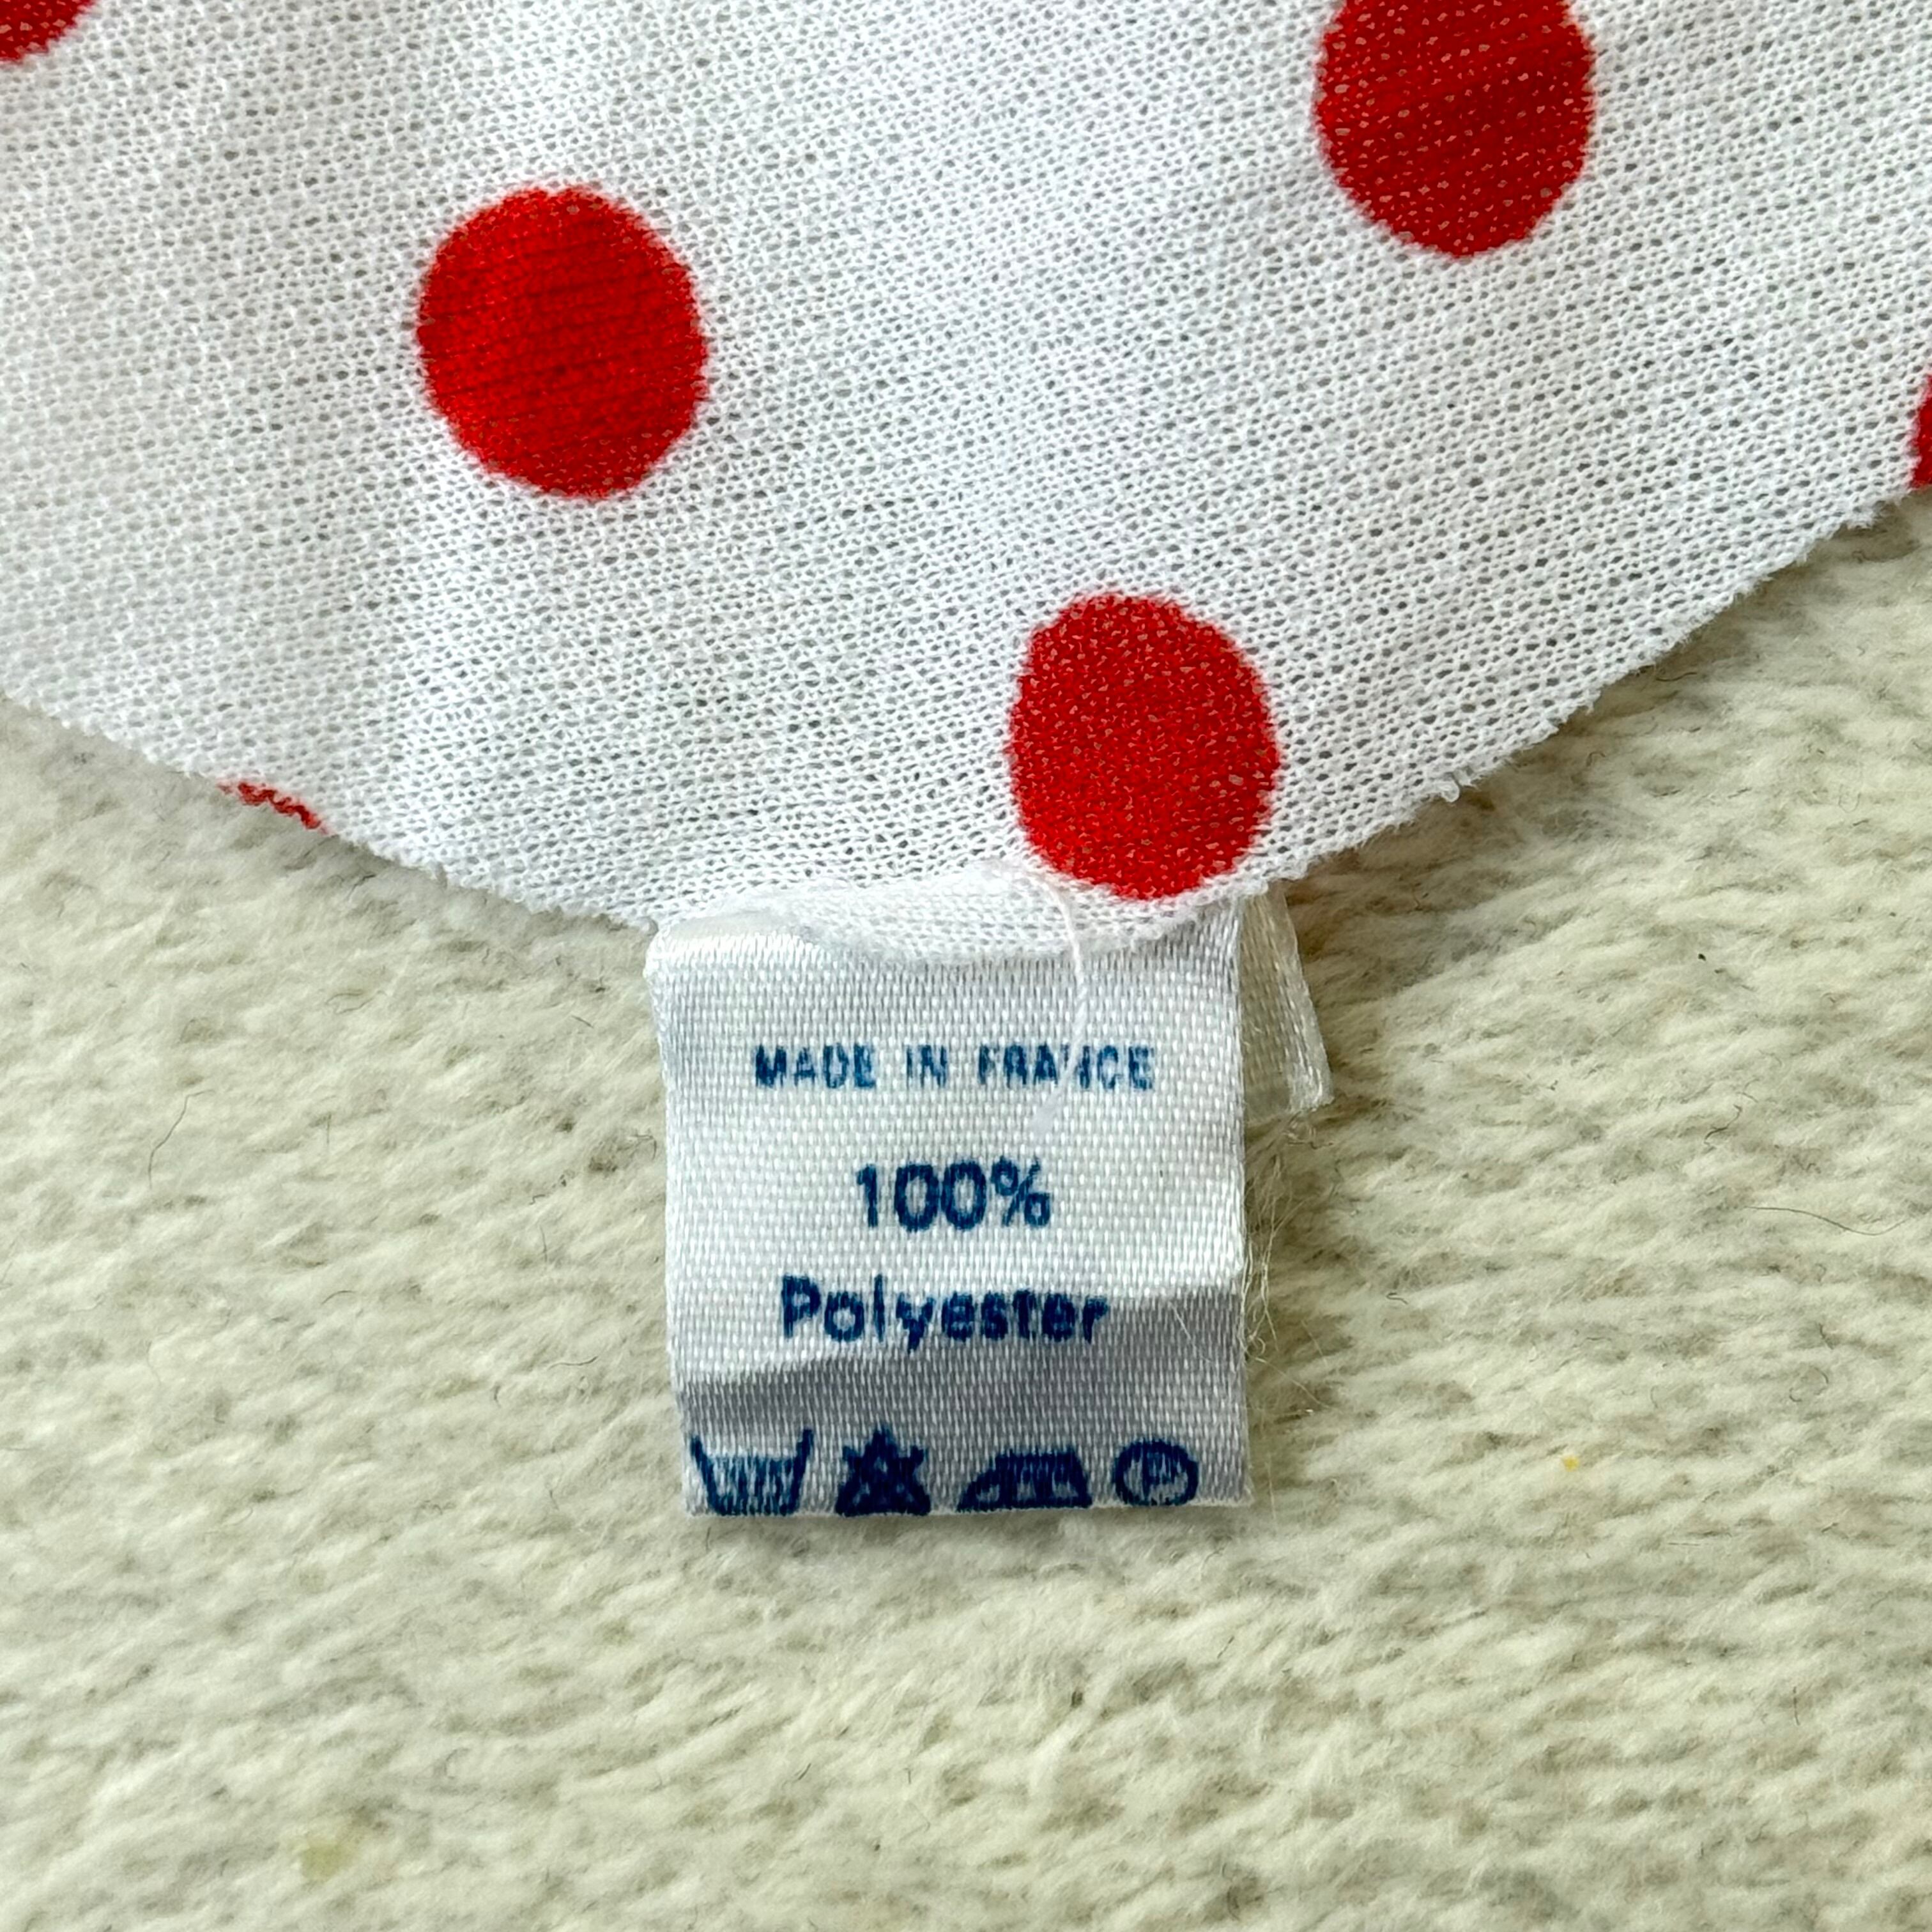 MADE IN FRANCE
100%
Polyester
P